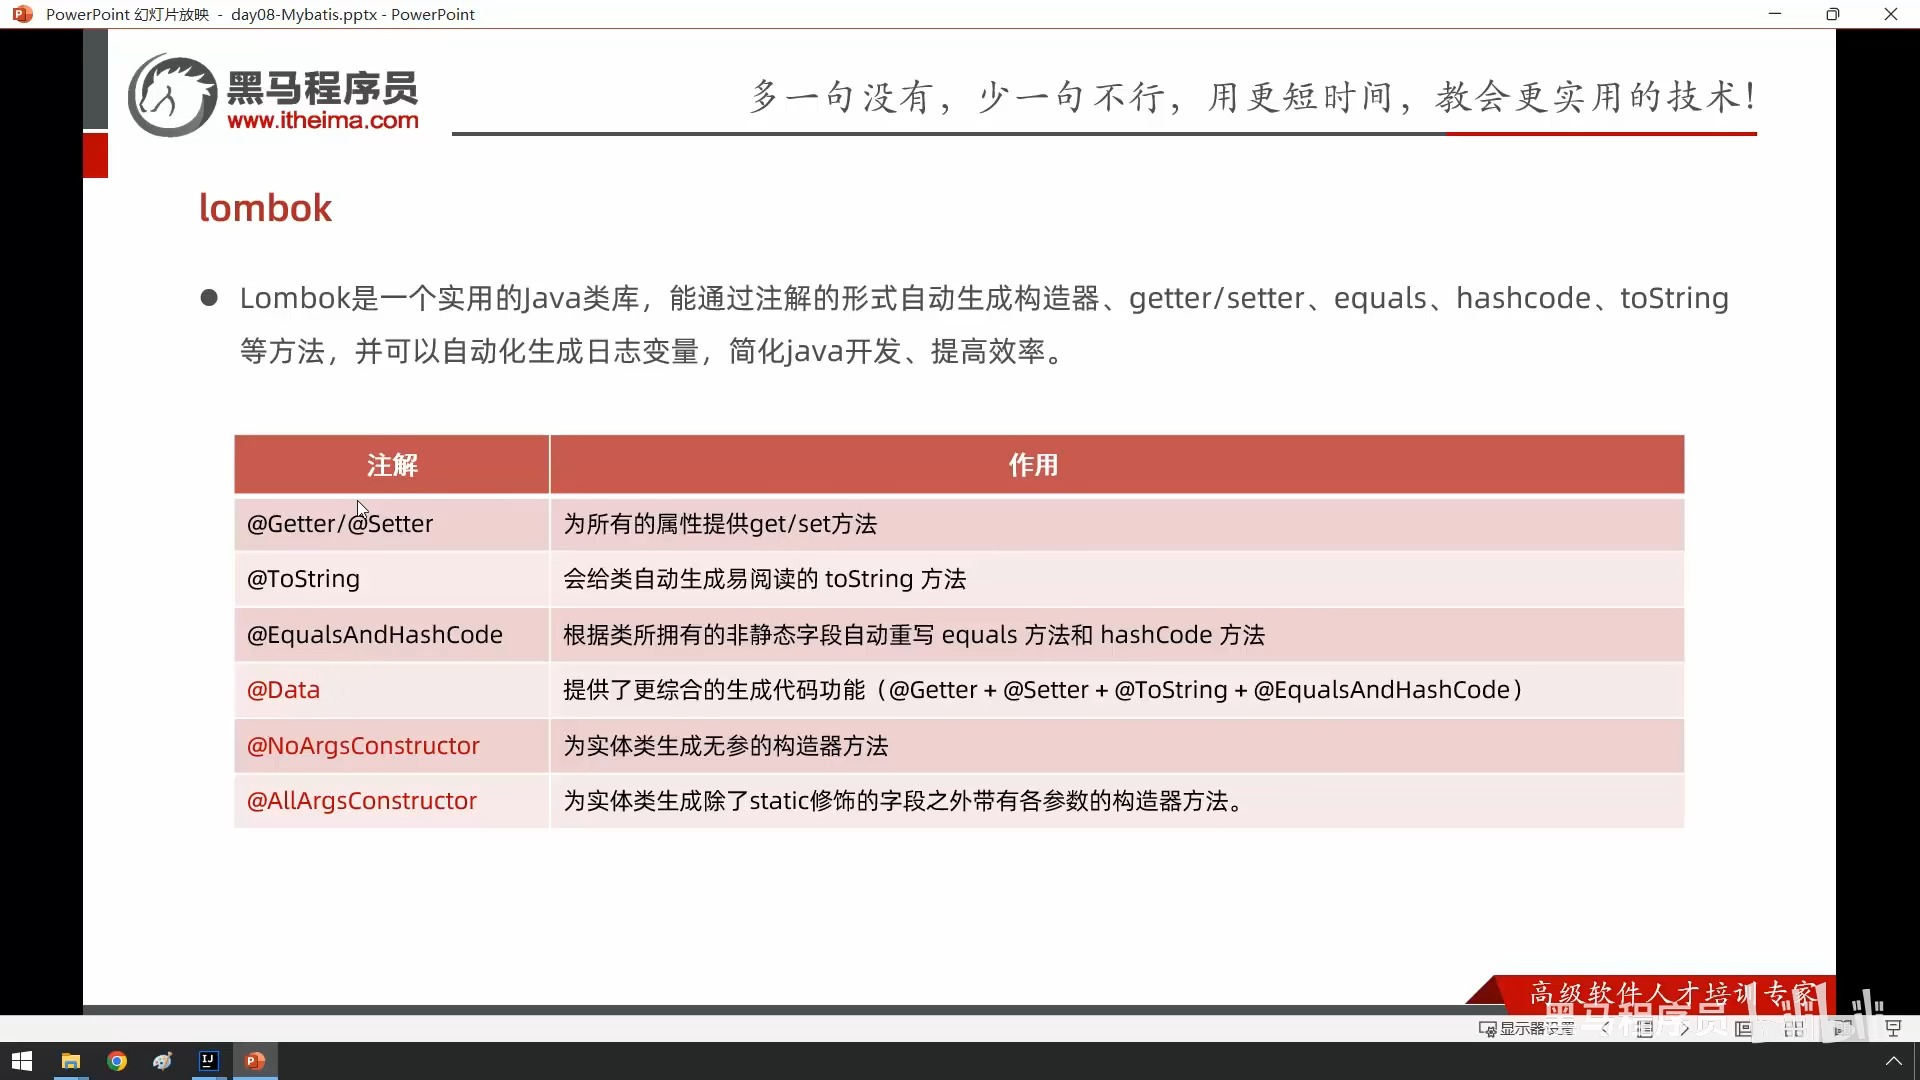 PowerPoint 幻灯片放映 - day08-Mybatis.pptx - PowerPoint
黑马程序员
www.itheima.com
多一句没有，少一句不行，用更短时间，教会更实用的技术！
lombok
● Lombok是一个实用的Java类库，能通过注解的形式自动生成构造器、getter/setter、equals、hashcode、toString
等方法，并可以自动化生成日志变量，简化java开发、提高效率。
注解 作用
@Getter/@Setter 为所有的属性提供get/set方法
@ToString 会给类自动生成易阅读的 toString 方法
@EqualsAndHashCode 根据类所拥有的非静态字段自动重写 equals 方法和 hashCode 方法
@Data 提供了更综合的生成代码功能（@Getter + @Setter + @ToString + @EqualsAndHashCode）
@NoArgsConstructor 为实体类生成无参的构造器方法
@AllArgsConstructor 为实体类生成除了static修饰的字段之外带有各参数的构造器方法。
高级软件人才培训专家
显示器设置
黑马程序员